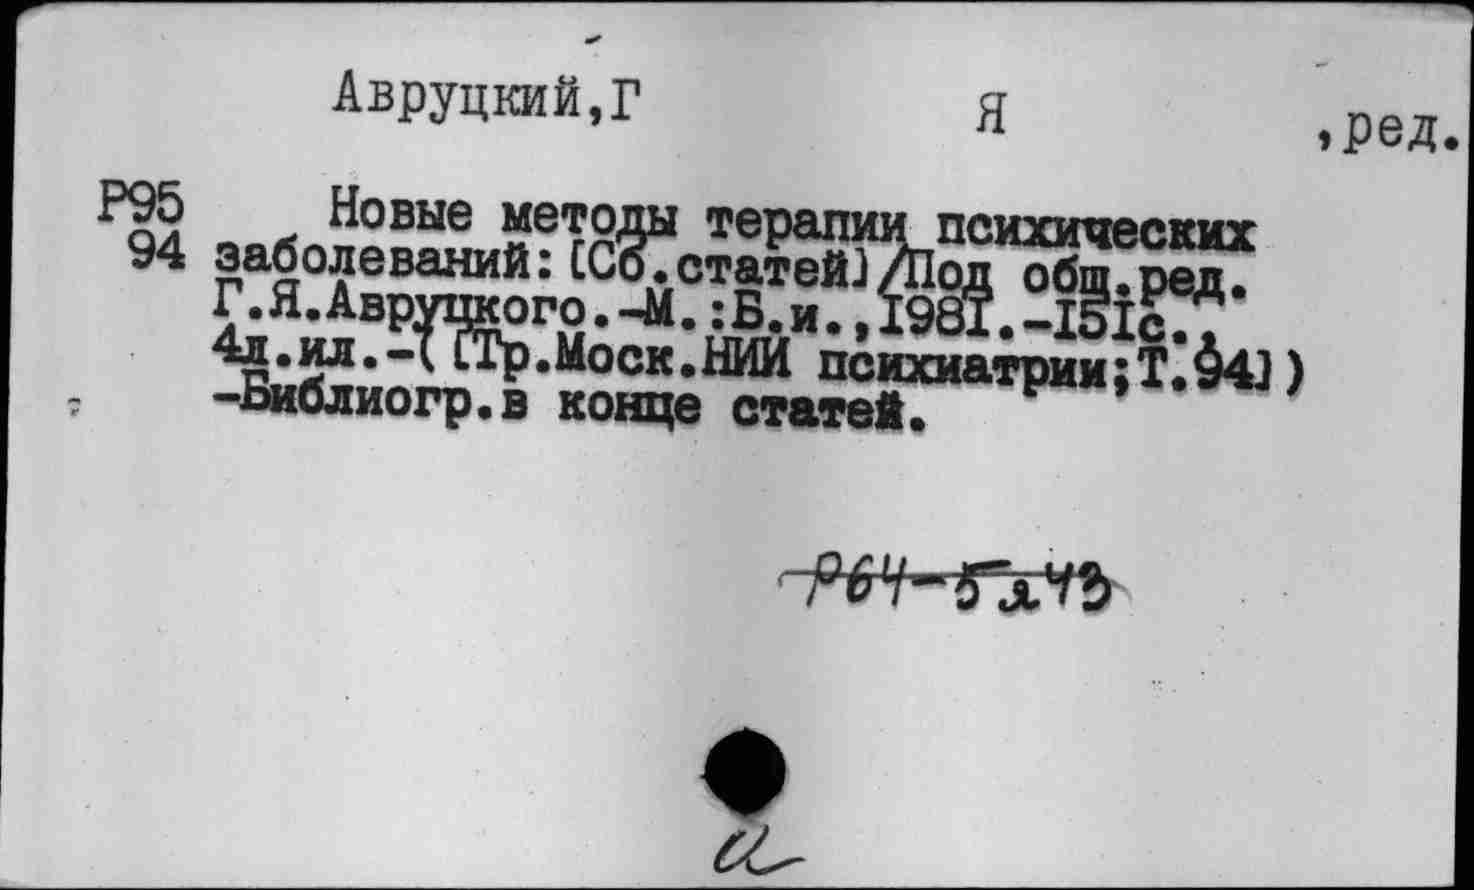 Авруцкий,Г Я ,ред.
Р95 Новые методы терапии психических
94 заболеваний:[Сб.статей]/Под общ.ред.
Г.Я.Авруцкого.-М.:Б.и.,1981.-151с.,
4л.ил.-([Тр.Моск.НИИ психиатрии;Т.94])
-Библиогр.в конце статей.
Р64-5л43
а